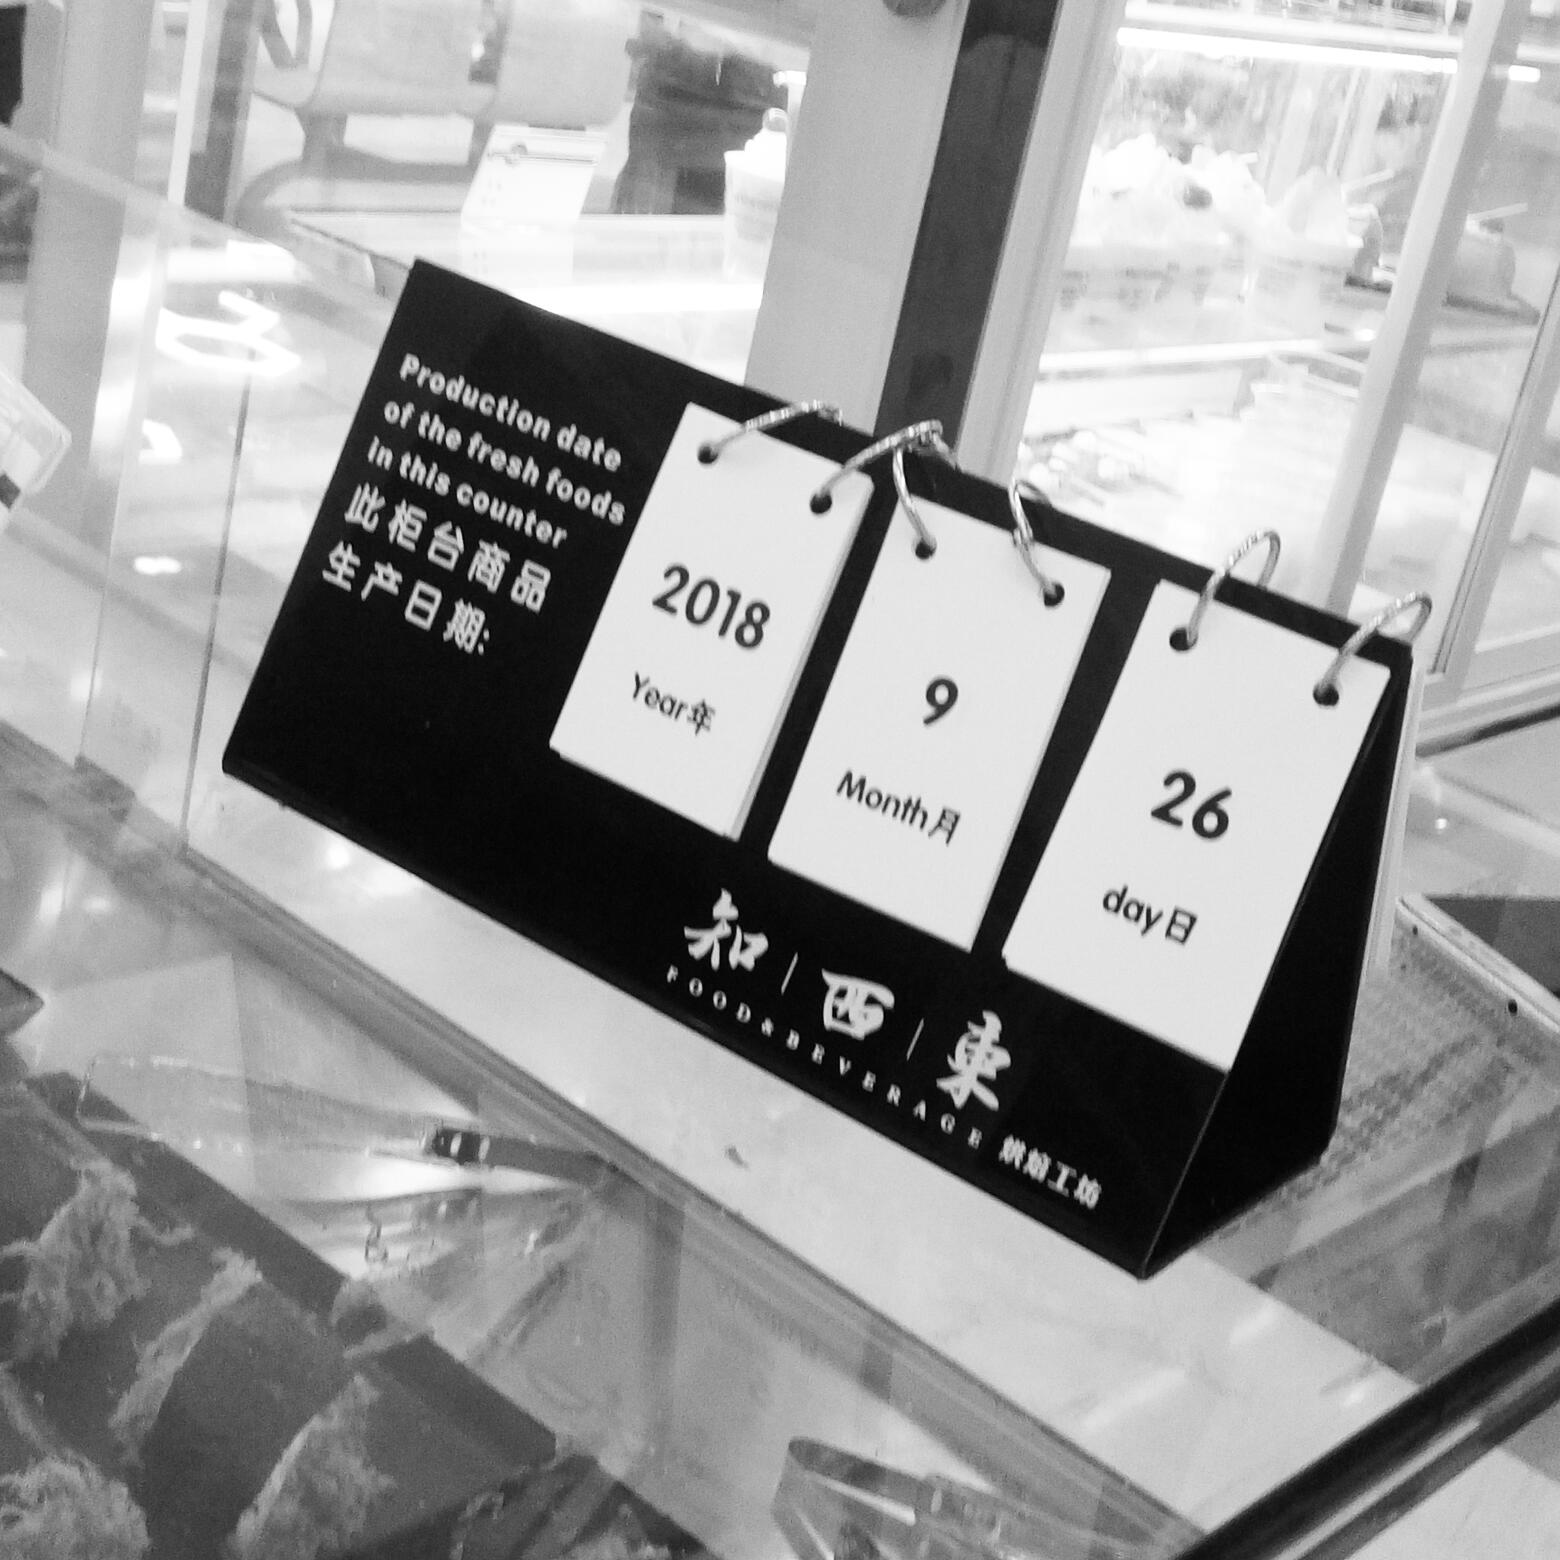 Production date
of the fresh foods
in this counter
此柜台商品
生产日期:
2018
Year年
9
Month月
26
day日
知|西|東
FOOD&BEVERAGE 烘焙工坊